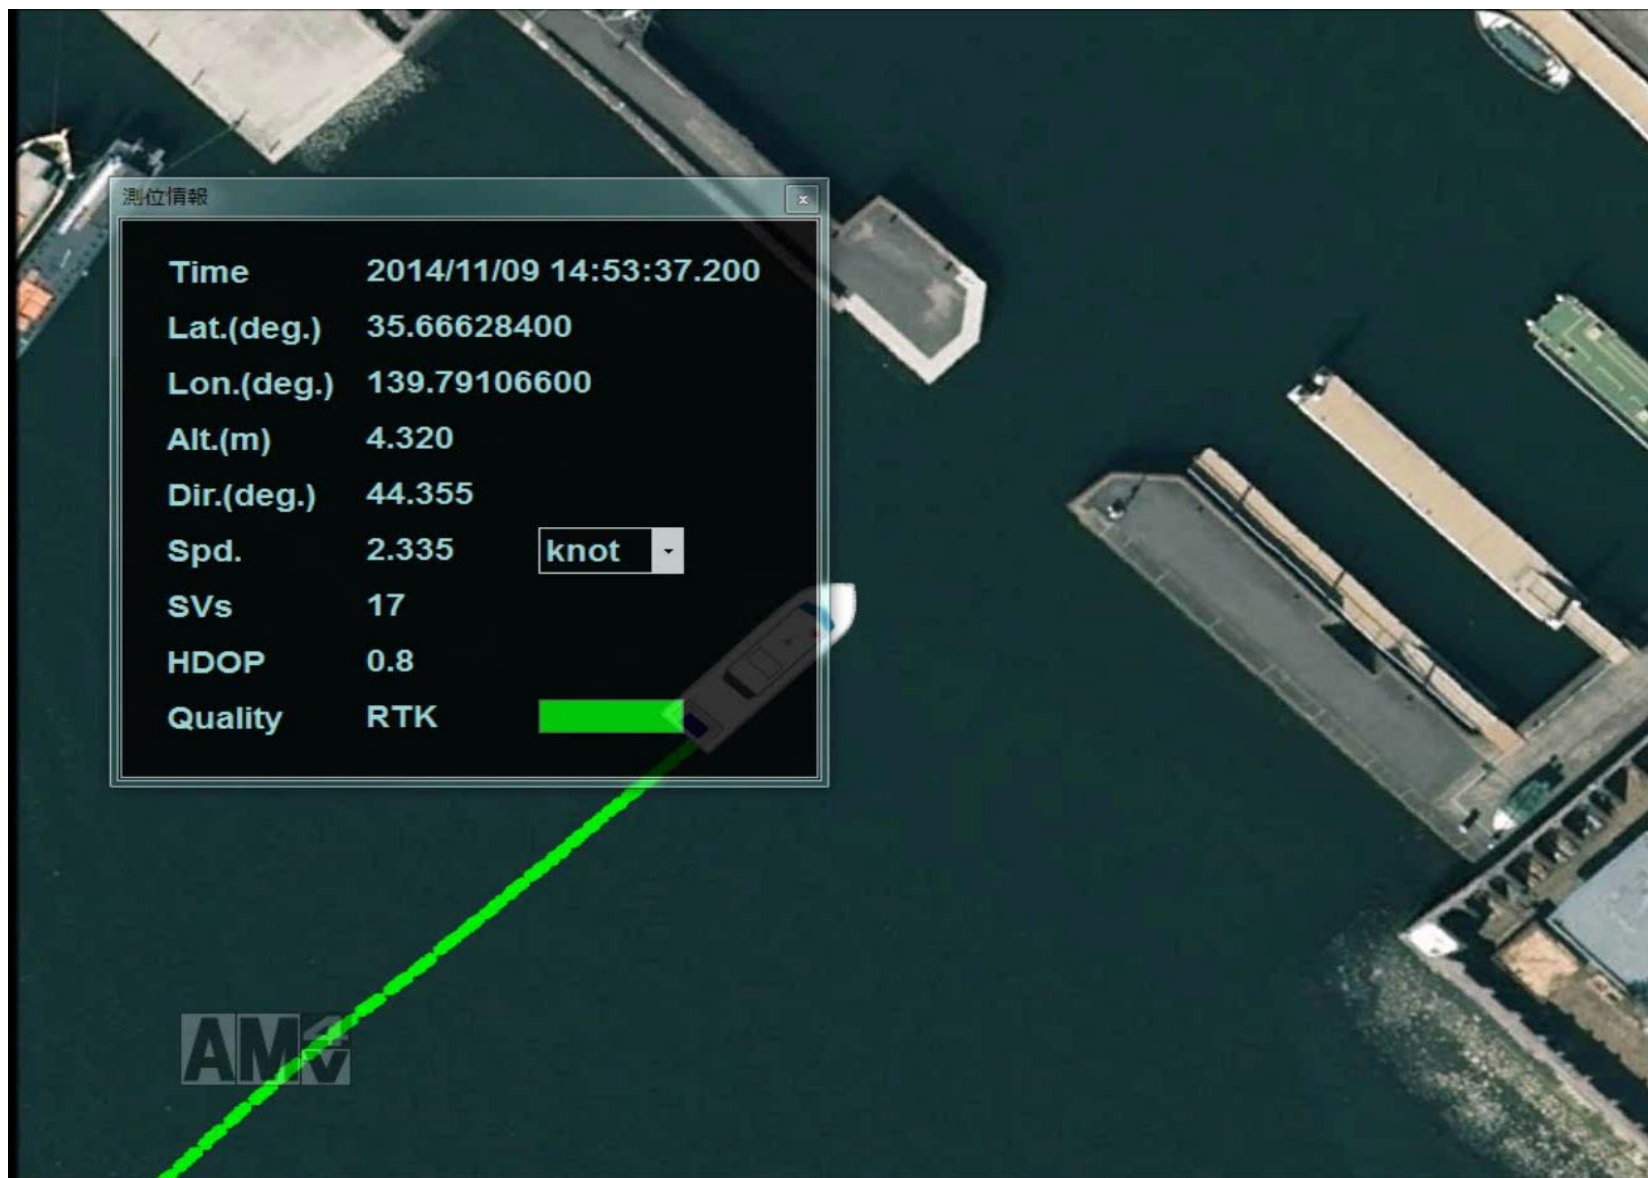 測位情報
Time 2014/11/09 14:53:37.200
Lat.(deg.) 35.66628400
Lon.(deg.) 139.79106600
Alt.(m) 4.320
Dir.(deg.) 44.355
Spd. 2.335 knot
SVs 17
HDOP 0.8
Quality RTK
AM4V